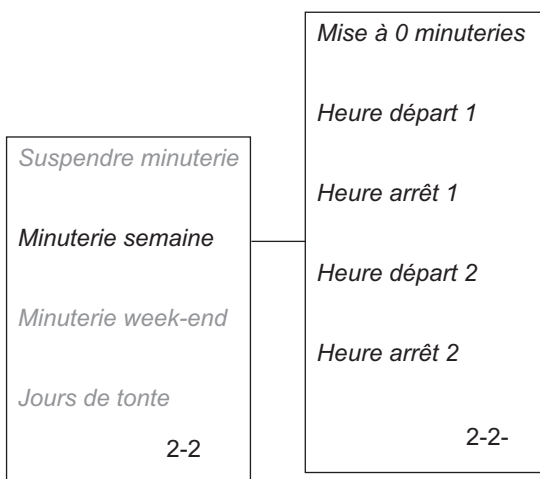 Suspendre minuterie
Minuterie semaine
Minuterie week-end
Jours de tonte
2-2
Mise à 0 minuteries
Heure départ 1
Heure arrêt 1
Heure départ 2
Heure arrêt 2
2-2-